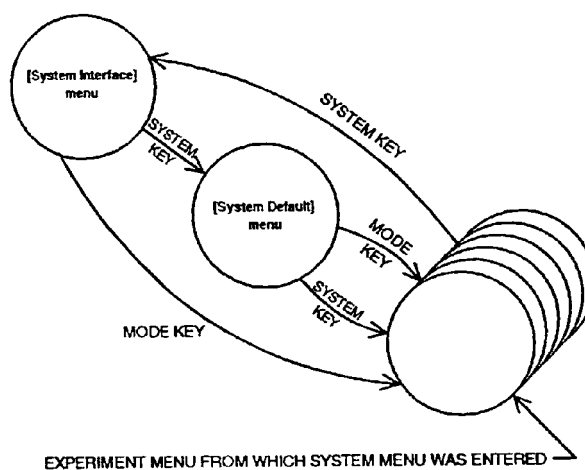 [System Interface]
menu
SYSTEM KEY
SYSTEM
KEY
[System Default]
menu
MODE
KEY
SYSTEM
KEY
MODE KEY
EXPERIMENT MENU FROM WHICH SYSTEM MENU WAS ENTERED